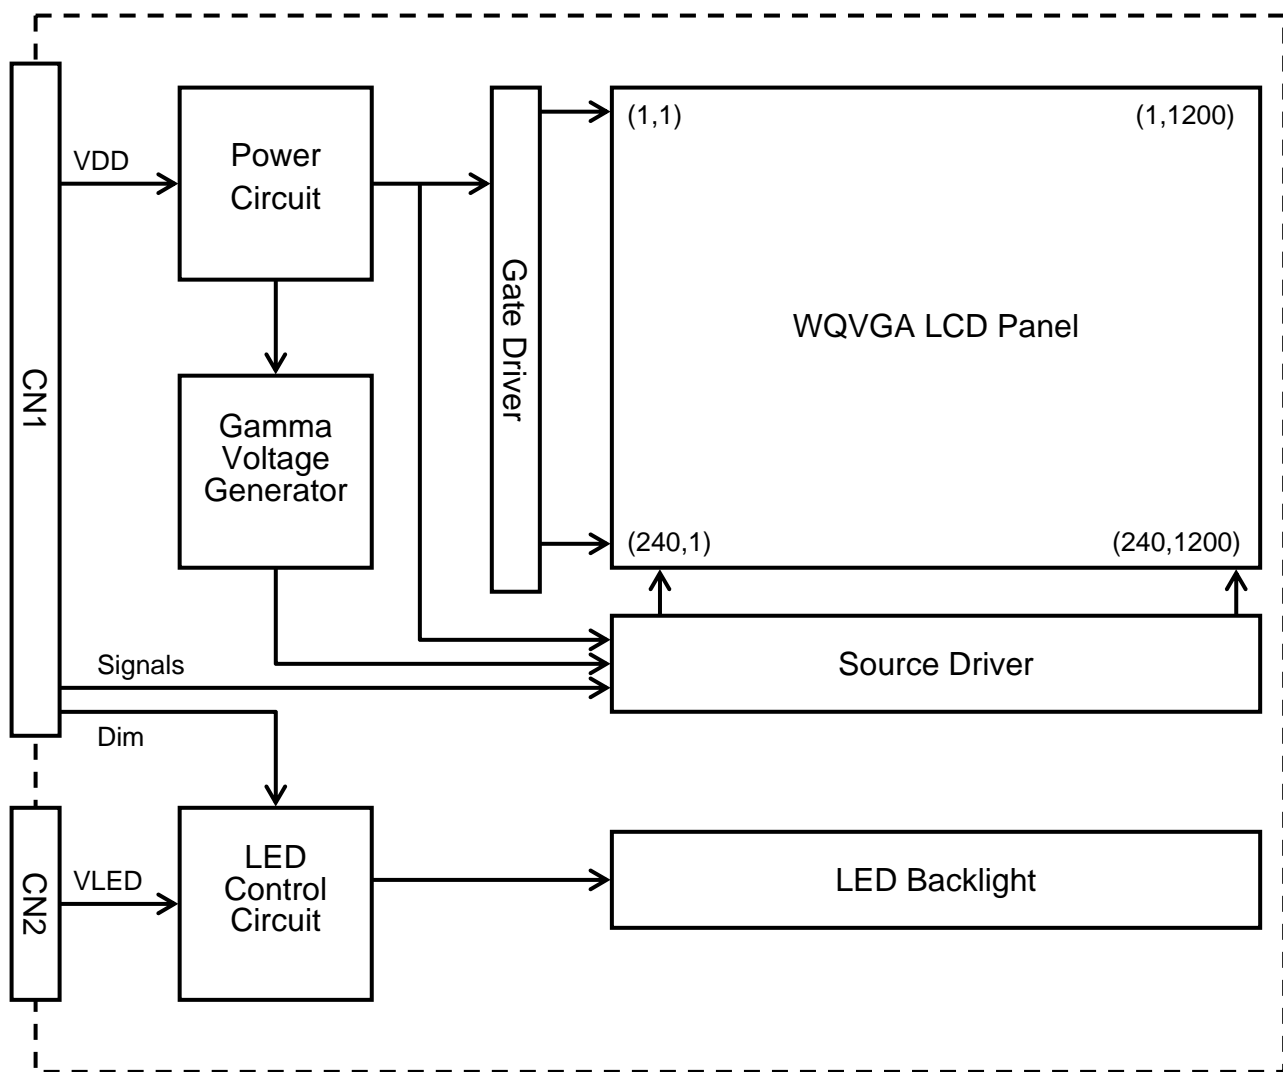 (1,1)
(1,1200)
VDD
Power
Circuit
Gate Driver
WQVGA LCD Panel
CN1
Gamma
Voltage
Generator
(240,1)
(240,1200)
Signals
Source Driver
Dim
CN2
VLED
LED
Control
Circuit
LED Backlight